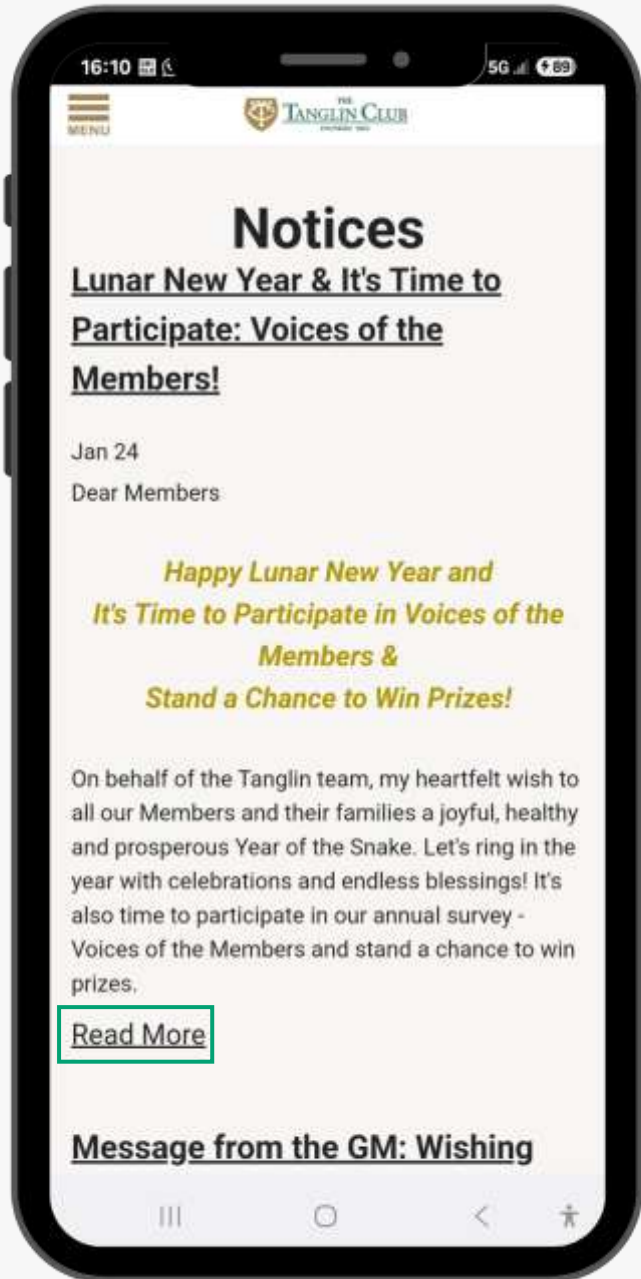 16:10
5G 89
MENU
THE
TANGLIN CLUB
Notices
Lunar New Year & It's Time to
Participate: Voices of the
Members!
Jan 24
Dear Members
Happy Lunar New Year and
It's Time to Participate in Voices of the
Members &
Stand a Chance to Win Prizes!
On behalf of the Tanglin team, my heartfelt wish to
all our Members and their families a joyful, healthy
and prosperous Year of the Snake. Let's ring in the
year with celebrations and endless blessings! It's
also time to participate in our annual survey -
Voices of the Members and stand a chance to win
prizes.
Read More
Message from the GM: Wishing